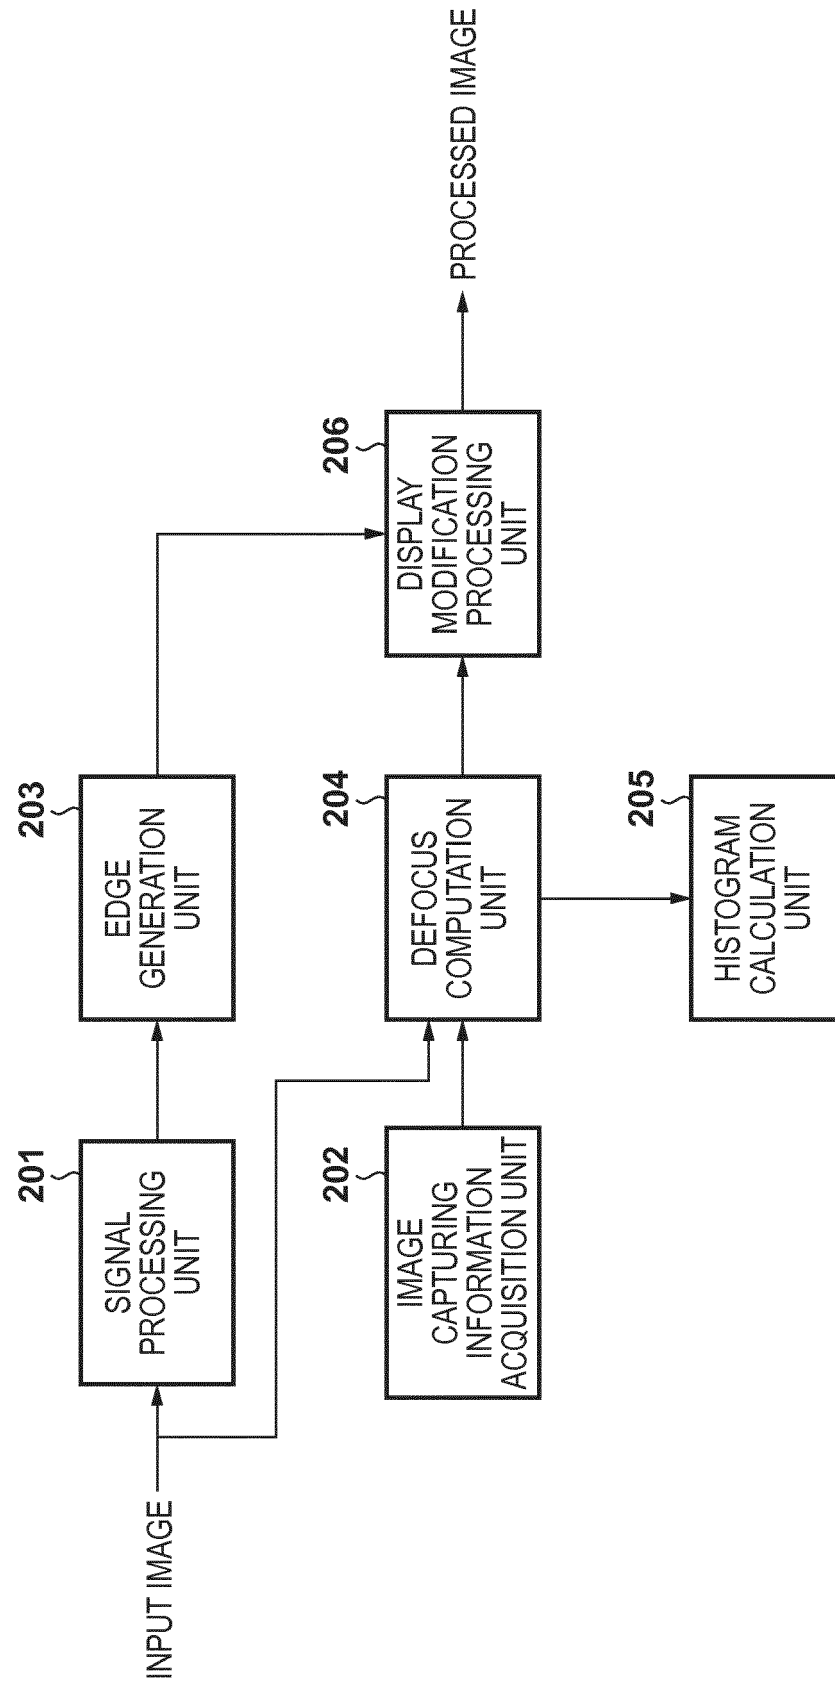 INPUT IMAGE
201
SIGNAL
PROCESSING
UNIT
203
EDGE
GENERATION
UNIT
202
IMAGE
CAPTURING
INFORMATION
ACQUISITION UNIT
204
DEFOCUS
COMPUTATION
UNIT
206
DISPLAY
MODIFICATION
PROCESSING
UNIT
PROCESSED IMAGE
205
HISTOGRAM
CALCULATION
UNIT